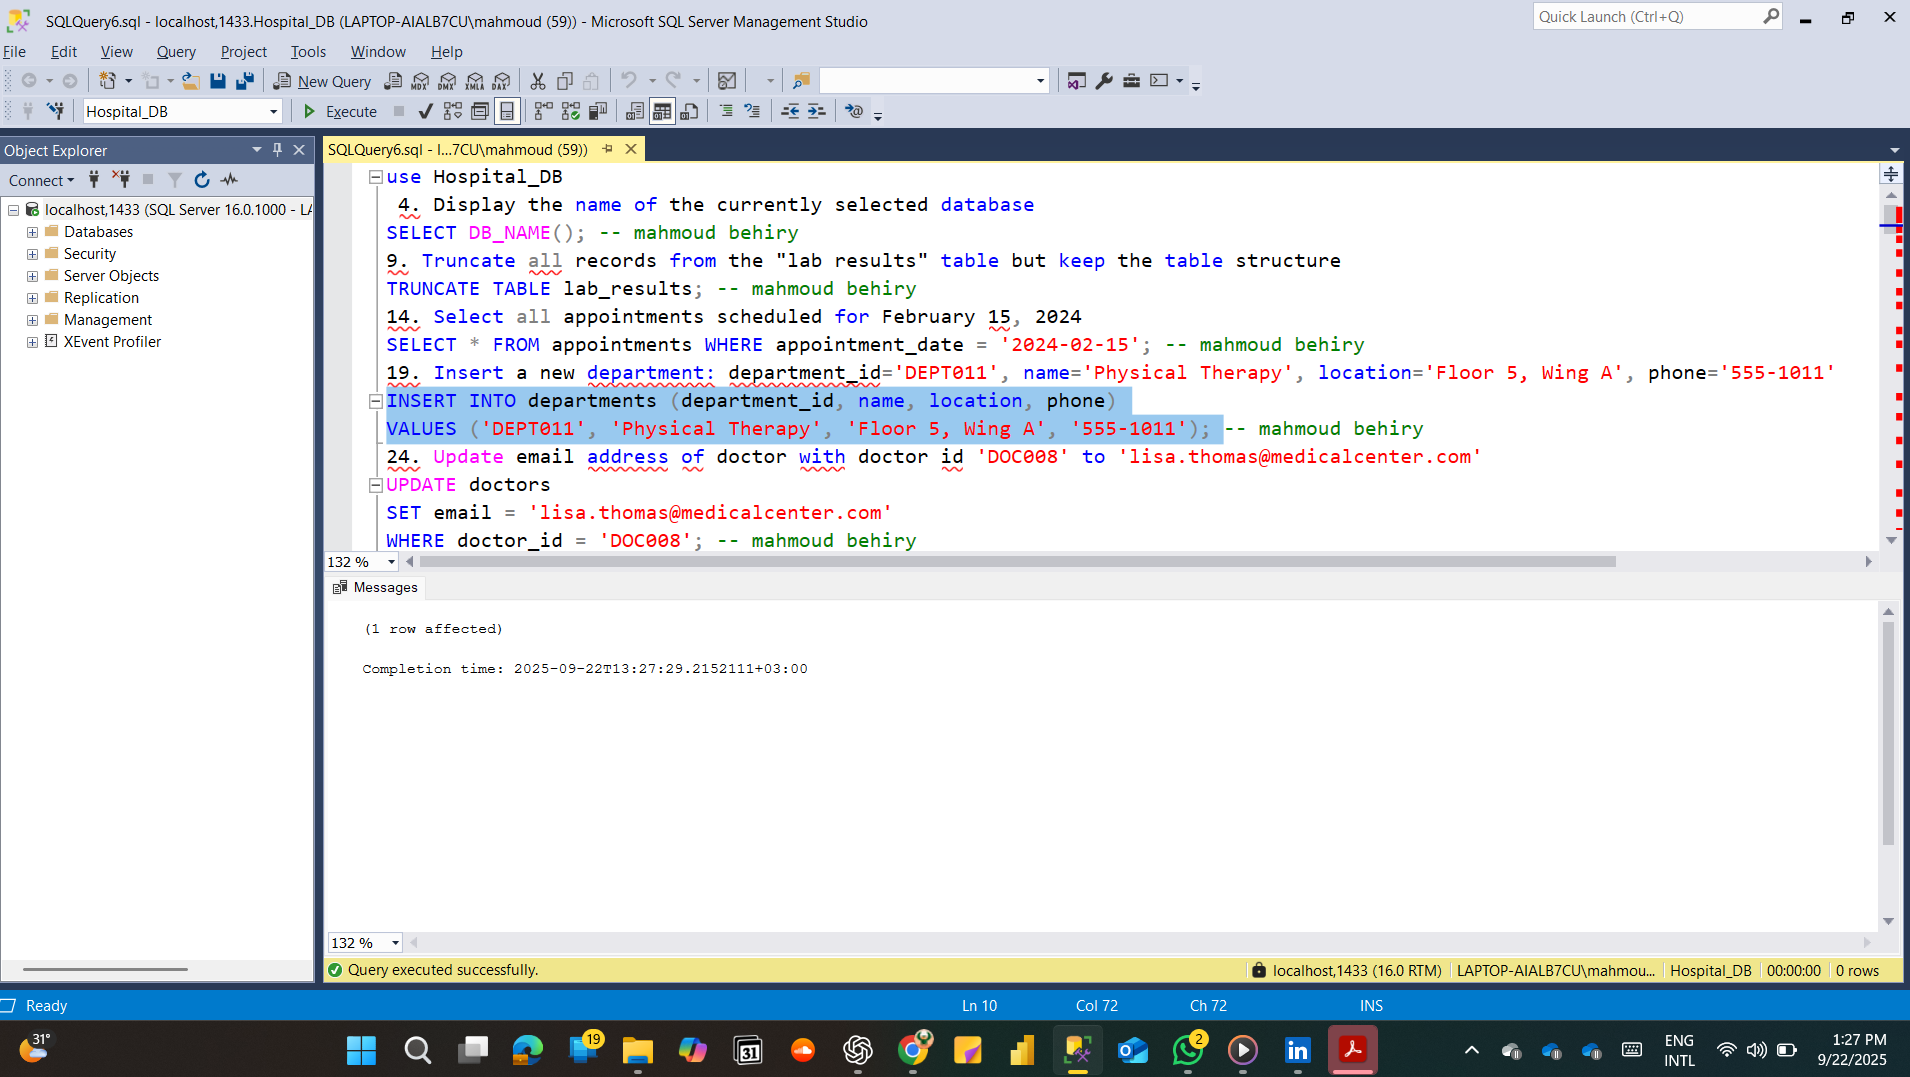 SQLQuery6.sql - localhost,1433.Hospital_DB (LAPTOP-AIALB7CU\mahmoud (59)) - Microsoft SQL Server Management Studio
Quick Launch (Ctrl+Q)
File Edit View Query Project Tools Window Help
New Query MDX DMX XMLA DAX
Hospital_DB Execute
Object Explorer
Connect
localhost,1433 (SQL Server 16.0.1000 - LA
Databases
Security
Server Objects
Replication
Management
XEvent Profiler
SQLQuery6.sql - l...7CU\mahmoud (59))
use Hospital_DB
4. Display the name of the currently selected database
SELECT DB_NAME(); -- mahmoud behiry
9. Truncate all records from the "lab results" table but keep the table structure
TRUNCATE TABLE lab_results; -- mahmoud behiry
14. Select all appointments scheduled for February 15, 2024
SELECT * FROM appointments WHERE appointment_date = '2024-02-15'; -- mahmoud behiry
19. Insert a new department: department_id='DEPT011', name='Physical Therapy', location='Floor 5, Wing A', phone='555-1011'
INSERT INTO departments (department_id, name, location, phone)
VALUES ('DEPT011', 'Physical Therapy', 'Floor 5, Wing A', '555-1011'); -- mahmoud behiry
24. Update email address of doctor with doctor id 'DOC008' to 'lisa.thomas@medicalcenter.com'
UPDATE doctors
SET email = 'lisa.thomas@medicalcenter.com'
WHERE doctor_id = 'DOC008'; -- mahmoud behiry
132 %
Messages
(1 row affected)
Completion time: 2025-09-22T13:27:29.2152111+03:00
132 %
Query executed successfully. localhost,1433 (16.0 RTM) LAPTOP-AIALB7CU\mahmou... Hospital_DB 00:00:00 0 rows
Ready Ln 10 Col 72 Ch 72 INS
31°
19
31
2
ENG
INTL
1:27 PM
9/22/2025